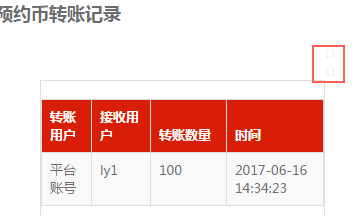 预约币转账记录
转账用户 接收用户 转账数量 时间
平台账号 ly1 100 2017-06-16 14:34:23